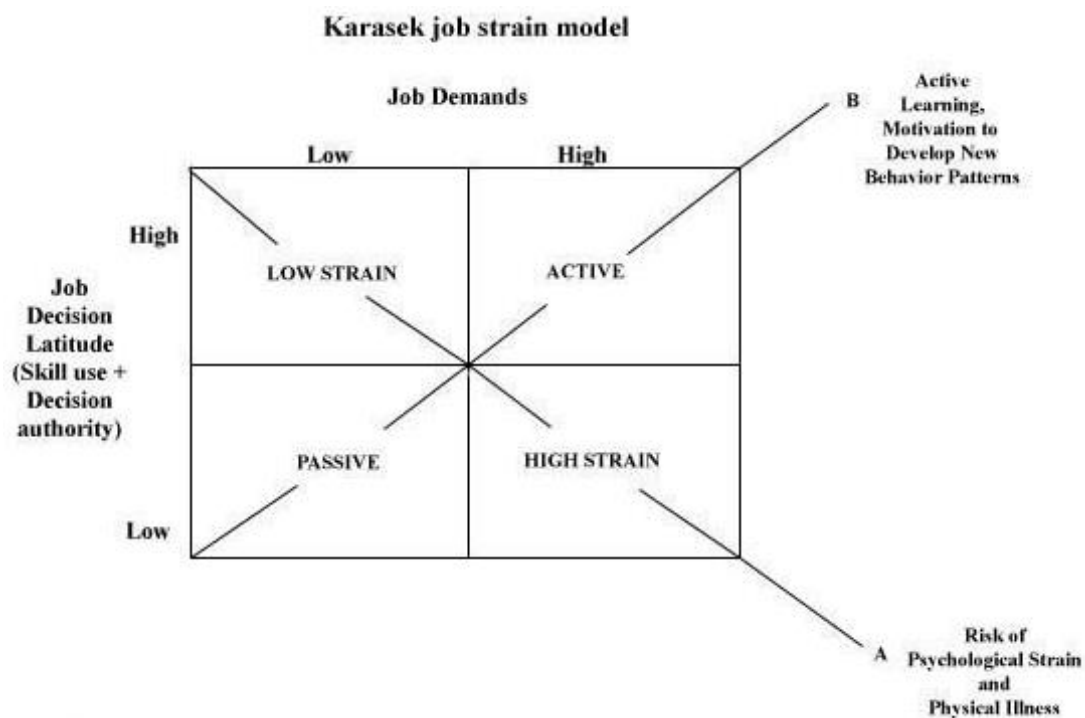 Karasek job strain model
Job Demands
Low
High
B
Active
Learning,
Motivation to
Develop New
Behavior Patterns
High
LOW STRAIN
ACTIVE
Job
Decision
Latitude
(Skill use +
Decision
authority)
PASSIVE
HIGH STRAIN
Low
A
Risk of
Psychological Strain
and
Physical Illness